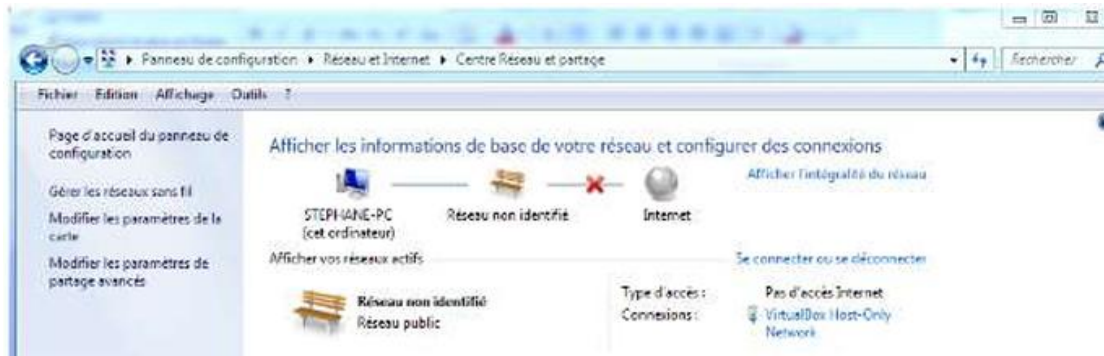 Panneau de configuration ▸ Réseau et Internet ▸ Centre Réseau et partage
Rechercher
Fichier Edition Affichage Outils ?
Page d'accueil du panneau de
configuration
Gérer les réseaux sans fil
Modifier les paramètres de la
carte
Modifier les paramètres de
partage avancés
Afficher les informations de base de votre réseau et configurer des connexions
Afficher l'intégralité du réseau
STEPHANE-PC
(cet ordinateur)
Réseau non identifié
Internet
Afficher vos réseaux actifs
Se connecter ou se déconnecter
Réseau non identifié
Réseau public
Type d'accès : Pas d'accès Internet
Connexions : VirtualBox Host-Only
Network